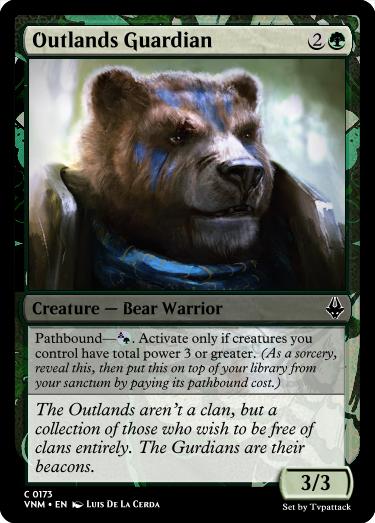 Outlands Guardian 2
Creature — Bear Warrior
Pathbound—. Activate only if creatures you
control have total power 3 or greater. (As a sorcery,
reveal this, then put this on top of your library from
your sanctum by paying its pathbound cost.)
The Outlands aren't a clan, but a
collection of those who wish to be free of
clans entirely. The Gurdians are their
beacons.
3/3
C 0173
VNM • EN Luis De La Cerda
Set by Tvpattack